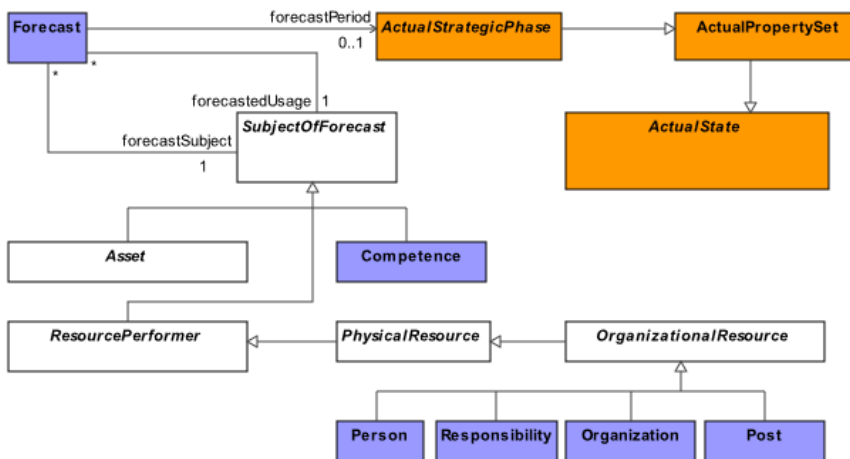 Forecast
forecastPeriod
0..1
ActualStrategicPhase
ActualPropertySet
*
*
forecastedUsage
1
ActualState
SubjectOfForecast
forecastSubject
1
Asset
Competence
ResourcePerformer
PhysicalResource
OrganizationalResource
Person
Responsibility
Organization
Post